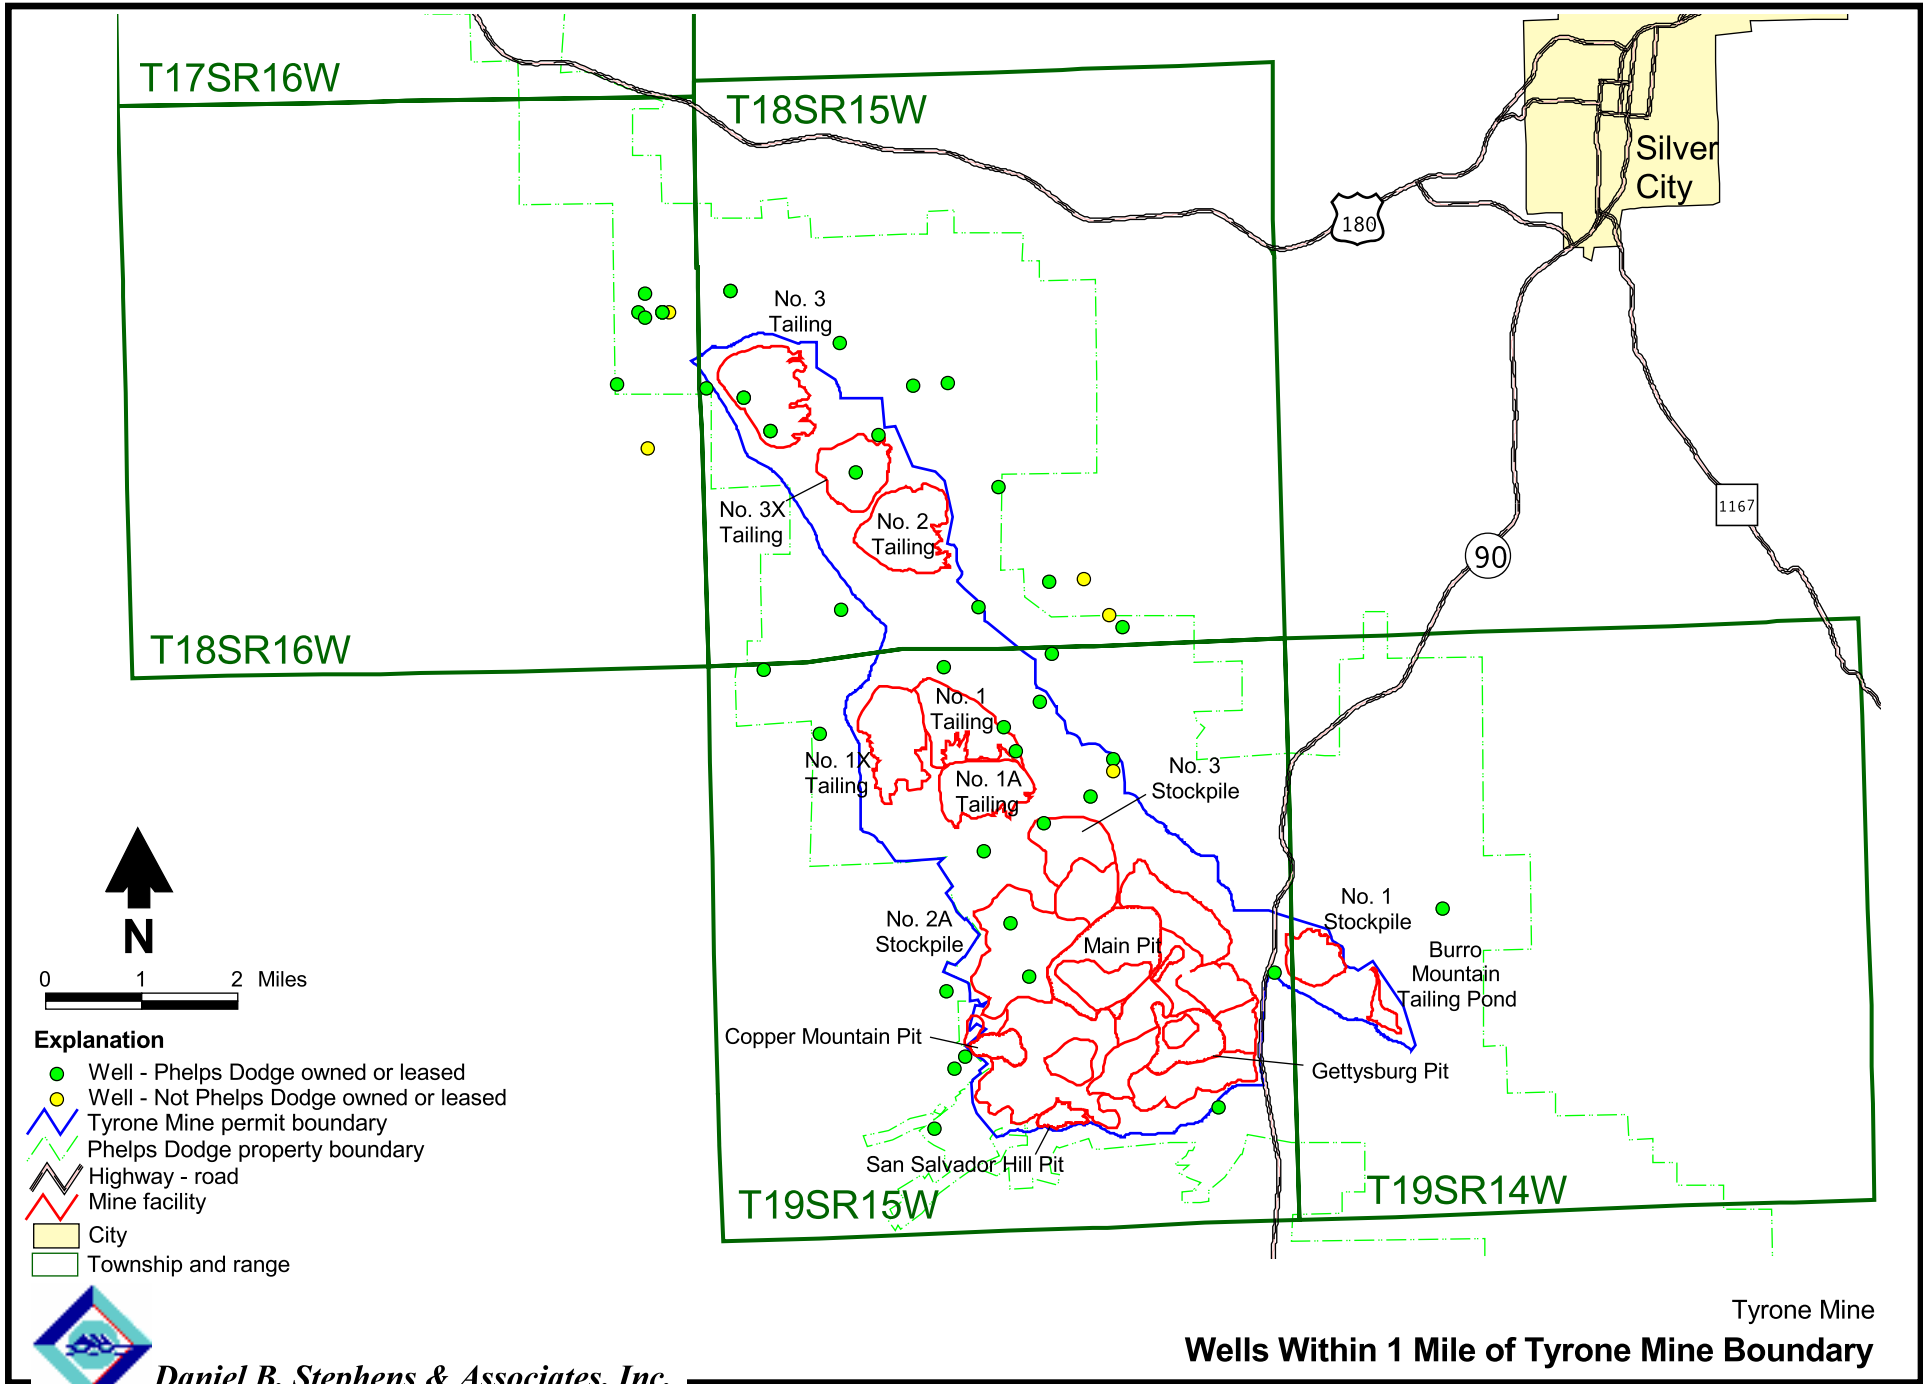 T17SR16W
T18SR15W
Silver
City
180
No. 3
Tailing
No. 3X
Tailing
No. 2
Tailing
1167
90
T18SR16W
No. 1
Tailing
No. 1X
Tailing
No. 1A
Tailing
No. 3
Stockpile
No. 1
Stockpile
No. 2A
Stockpile
Main Pit
Burro
Mountain
Tailing Pond
Copper Mountain Pit
Gettysburg Pit
San Salvador Hill Pit
T19SR15W
T19SR14W
N
0 1 2 Miles
Explanation
Well - Phelps Dodge owned or leased
Well - Not Phelps Dodge owned or leased
Tyrone Mine permit boundary
Phelps Dodge property boundary
Highway - road
Mine facility
City
Township and range
Tyrone Mine
Wells Within 1 Mile of Tyrone Mine Boundary
Daniel B. Stephens & Associates, Inc.